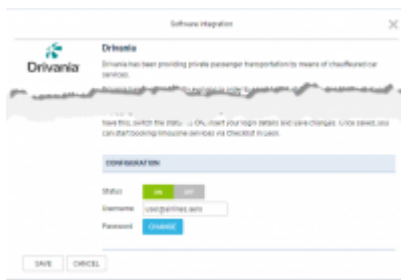 Software Integration
Drivania
Drivania
Drivania has been providing private passenger transportation by means of chauffeured car
services.
have this, switch the status to ON, insert your login details and save changes. Once saved, you
can start booking limousine services via Checklist in Leon.
CONFIGURATION
Status
ON
OFF
Username
user@airlines.aero
Password
CHANGE
SAVE
CANCEL